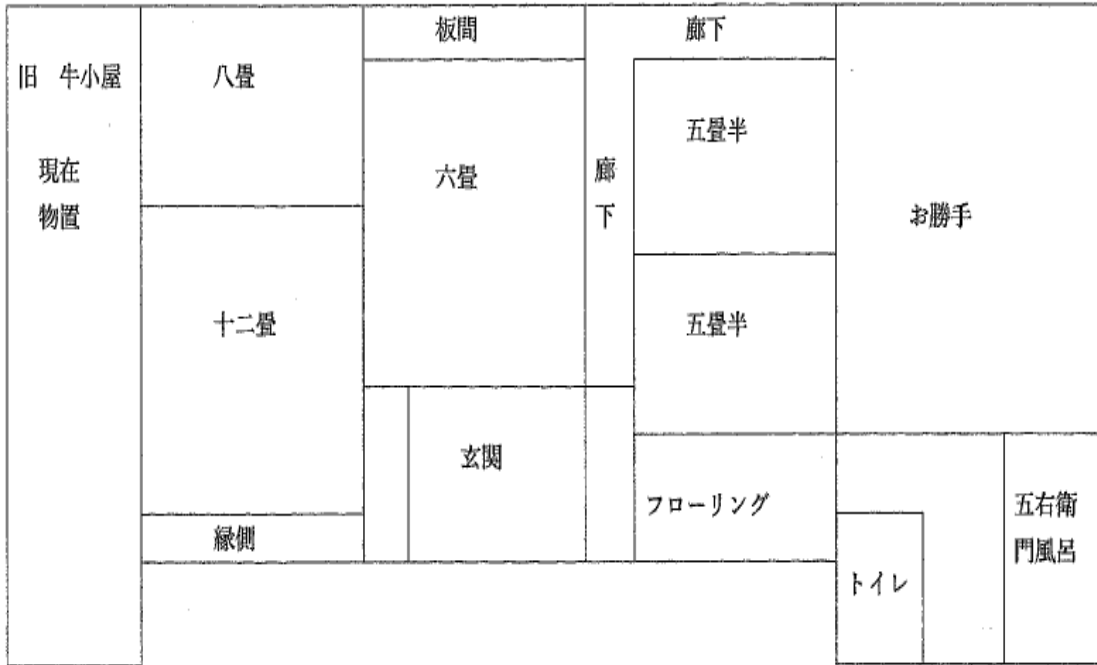 旧 牛小屋
現在
物置
八畳
十二畳
縁側
板間
六畳
玄関
廊下
廊下
五畳半
五畳半
フローリング
お勝手
トイレ
五右衛
門風呂